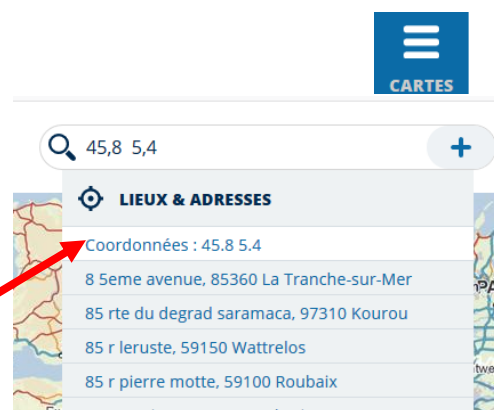 CARTES
45,8 5,4
LIEUX & ADRESSES
Coordonnées : 45.8 5.4
8 5eme avenue, 85360 La Tranche-sur-Mer
85 rte du degrad saramaca, 97310 Kourou
85 r leruste, 59150 Wattrelos
85 r pierre motte, 59100 Roubaix